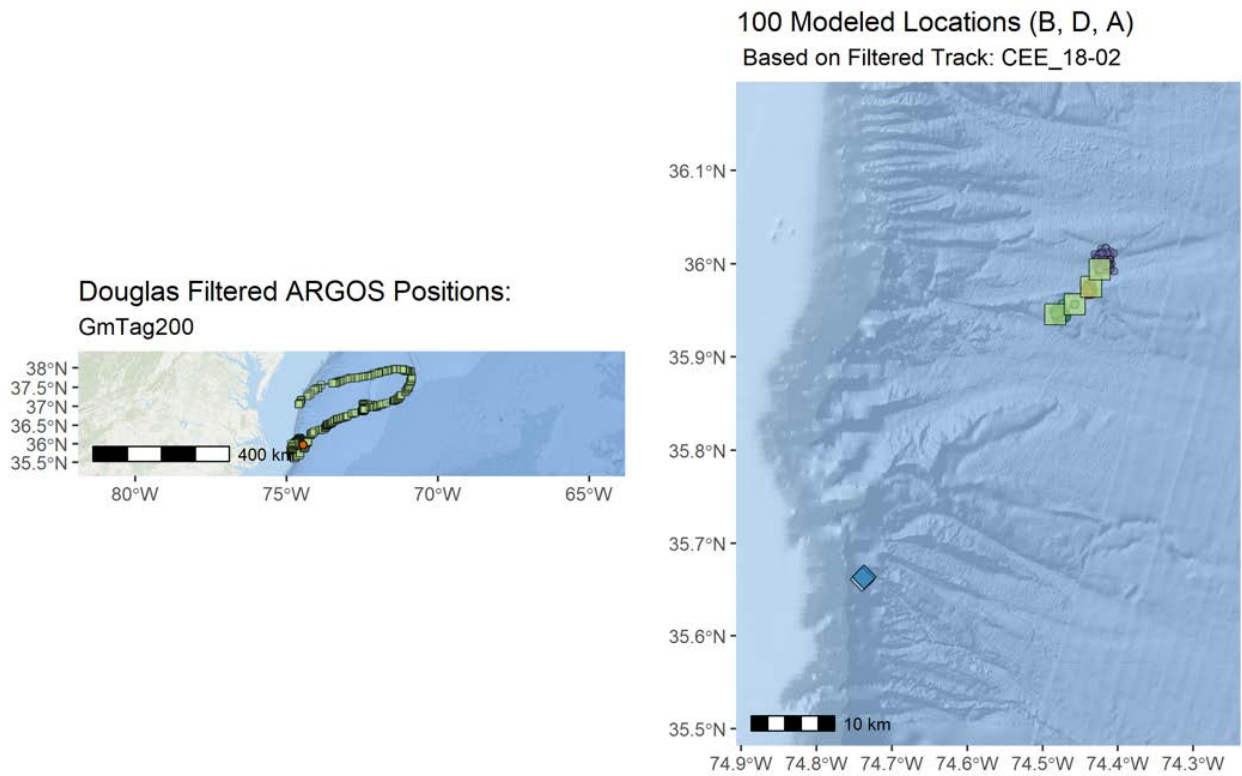 Douglas Filtered ARGOS Positions:
GmTag200
38°N
37.5°N
37°N
36.5°N
36°N
35.5°N
400 km
80°W
75°W
70°W
65°W
100 Modeled Locations (B, D, A)
Based on Filtered Track: CEE_18-02
36.1°N
36°N
35.9°N
35.8°N
35.7°N
35.6°N
35.5°N
10 km
74.9°W
74.8°W
74.7°W
74.6°W
74.5°W
74.4°W
74.3°W